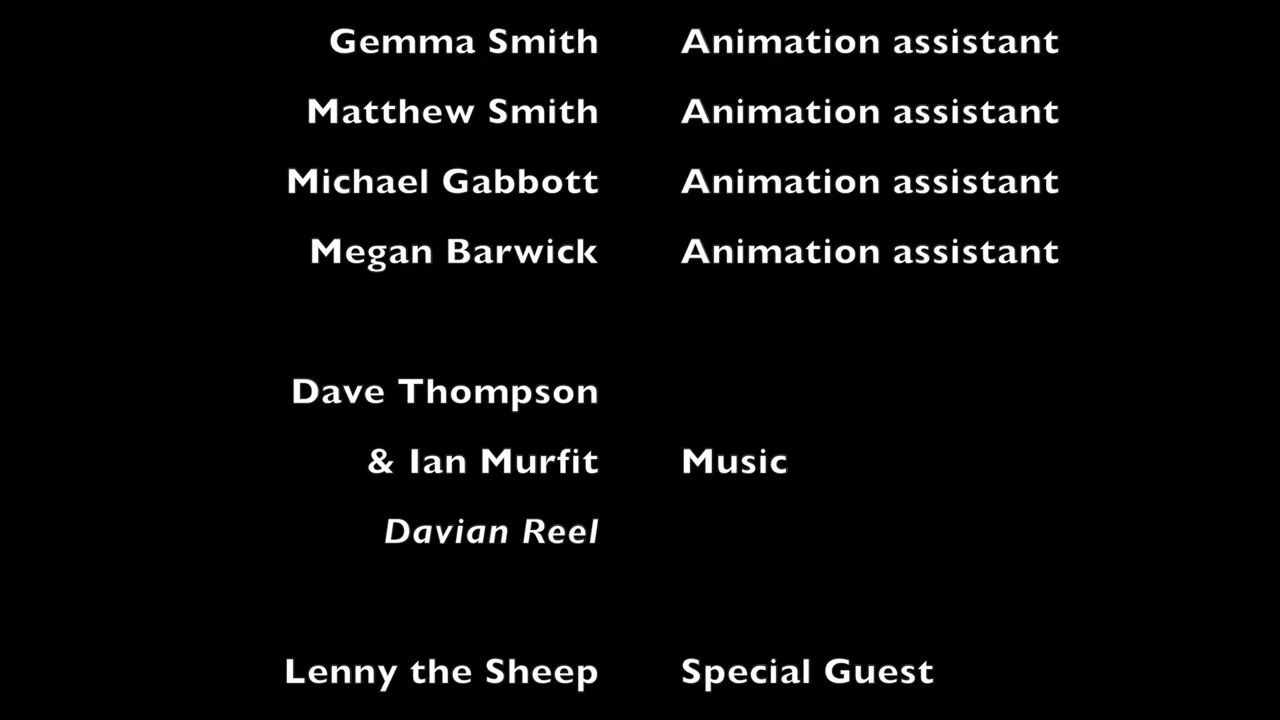 Gemma Smith Animation assistant
Matthew Smith Animation assistant
Michael Gabbott Animation assistant
Megan Barwick Animation assistant
Dave Thompson
& Ian Murfit Music
Davian Reel
Lenny the Sheep Special Guest